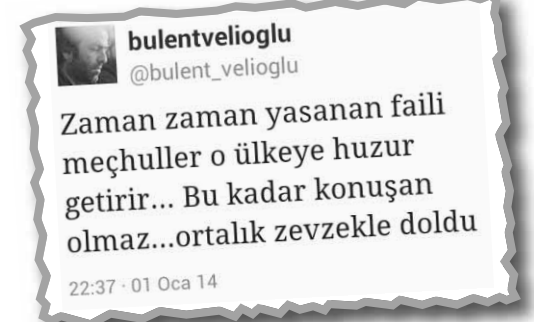 bulentvelioglu
@bulent_velioglu
Zaman zaman yasanan faili
meçhuller o ülkeye huzur
getirir... Bu kadar konuşan
olmaz...ortalık zevzekle doldu
22:37 · 01 Oca 14